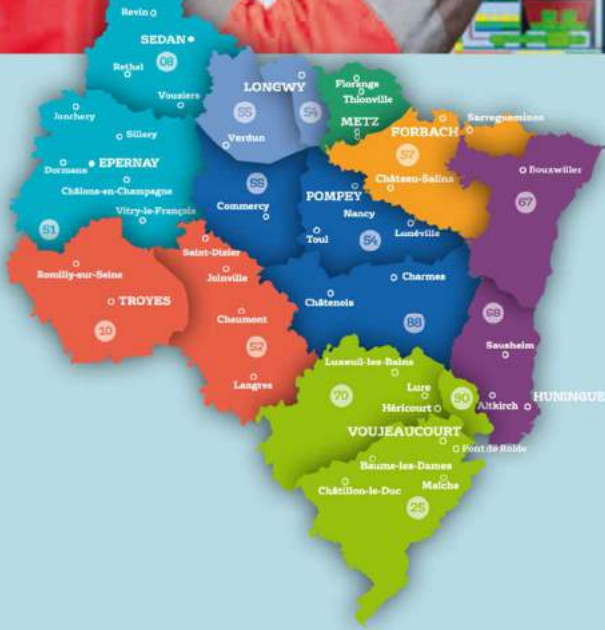 Revin
SEDAN
08
Rethel
Vouziers
LONGWY
55
54
Verdun
Florange
Thionville
METZ
FORBACH
Sarreguemines
57
Château-Salins
Bouxwiller
67
Jonchery
Sillery
Dormans
EPERNAY
Châlons-en-Champagne
Vitry-le-François
51
55
Commercy
POMPEY
Nancy
Toul
54
Lunéville
Saint-Dizier
Romilly-sur-Seine
Joinville
TROYES
10
Chaumont
52
Langres
Charmes
Châtenois
88
68
Sausheim
Altkirch
HUNINGUE
Luxeuil-les-Bains
70
Lure
90
Héricourt
VOUJEAUCOURT
Pont de Roide
Baume-les-Dames
Châtillon-le-Duc
Maîche
25